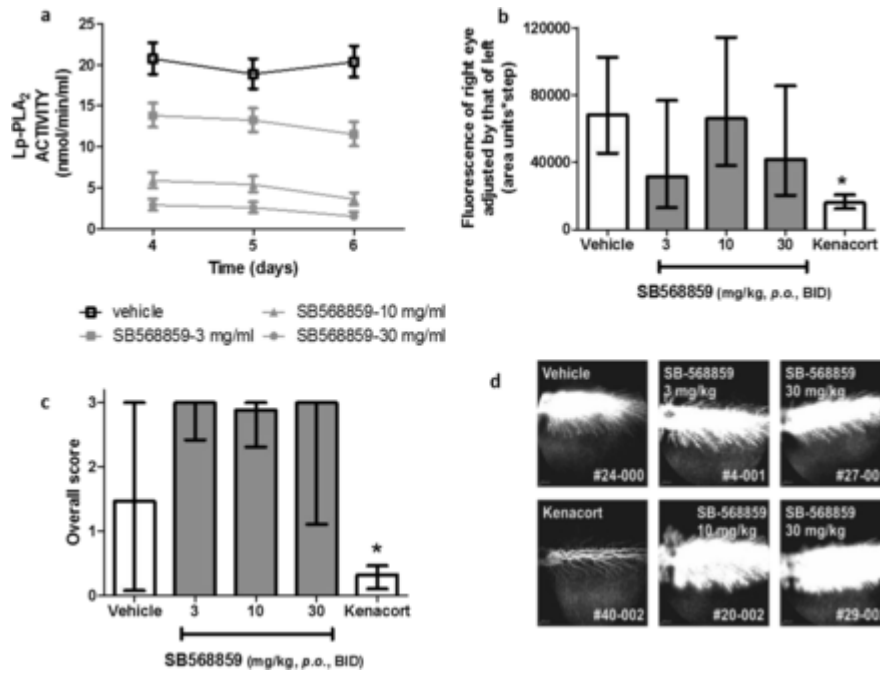 a
Lp-PLA2
ACTIVITY
(nmol/min/ml)
25
20
15
10
5
0
4
5
6
Time (days)
vehicle
SB568859-10 mg/ml
SB568859-3 mg/ml
SB568859-30 mg/ml
b
Fluorescence of right eye
adjusted by that of left
(area units*step)
120000
80000
40000
0
*
Vehicle
3
10
30
Kenacort
SB568859 (mg/kg, p.o., BID)
c
Overall score
3
2
1
0
*
Vehicle
3
10
30
Kenacort
SB568859 (mg/kg, p.o., BID)
d
Vehicle
#24-000
SB-568859
3 mg/kg
#4-001
SB-568859
30 mg/kg
#27-00
Kenacort
#40-002
SB-568859
10 mg/kg
#20-002
SB-568859
30 mg/kg
#29-00